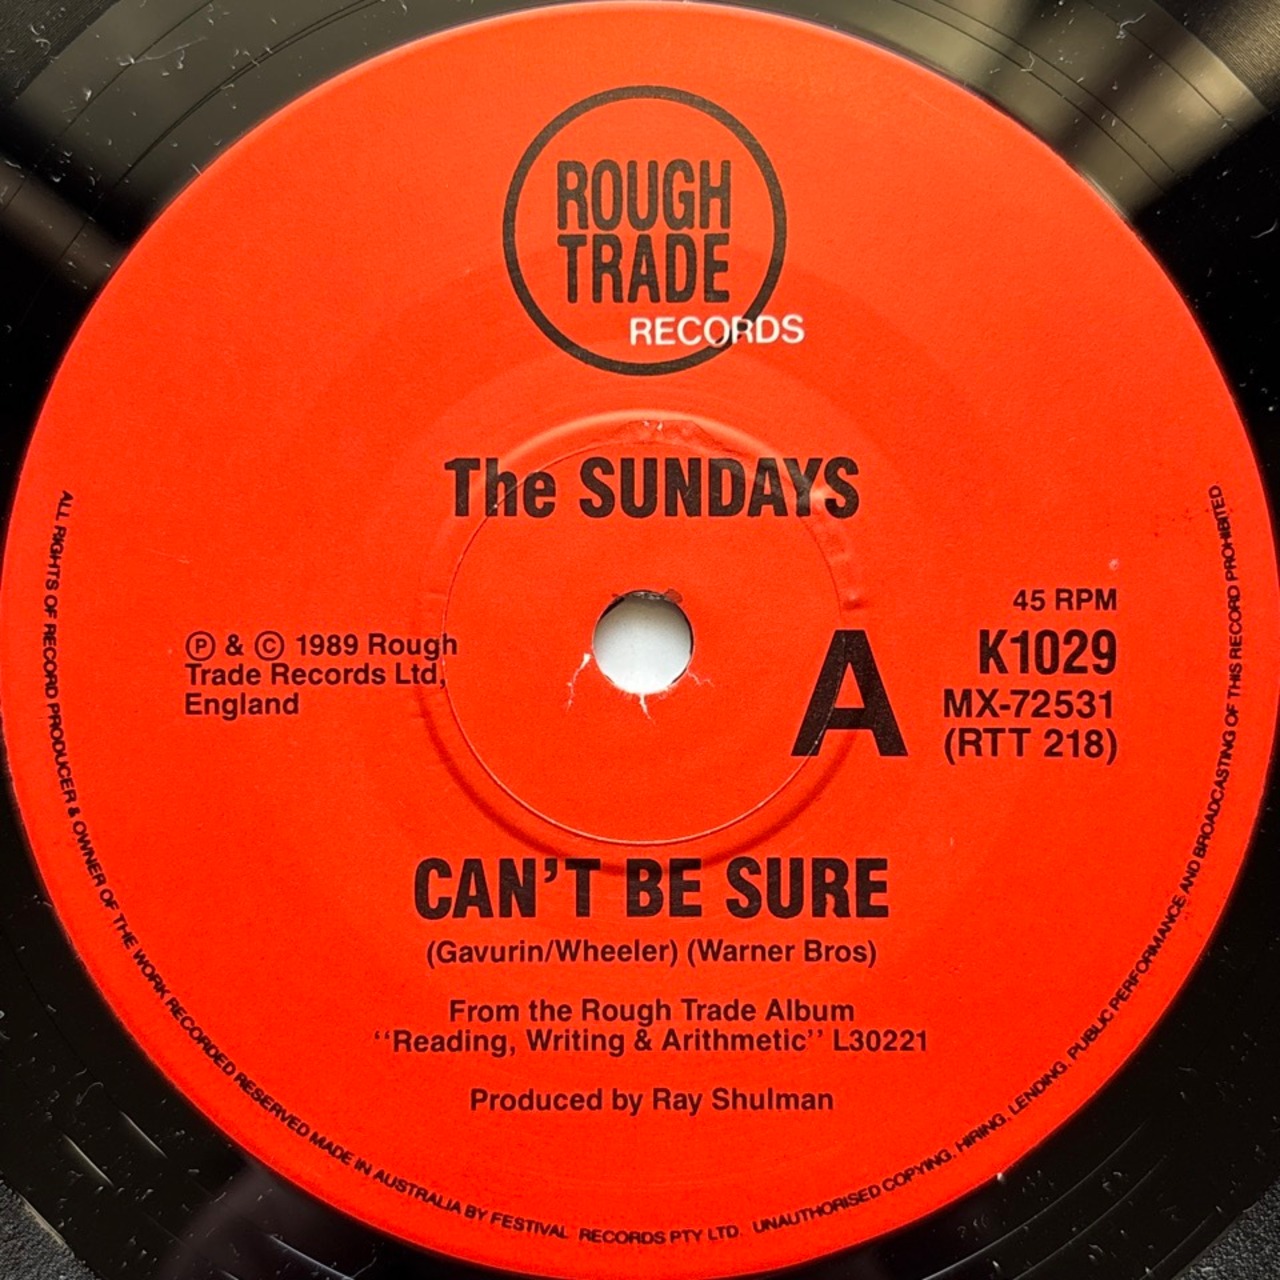 ROUGH
TRADE
RECORDS
The SUNDAYS
45 RPM
K1029
MX-72531
(RTT 218)
A
Ⓟ & © 1989 Rough
Trade Records Ltd,
England
CAN'T BE SURE
(Gavurin/Wheeler) (Warner Bros)
From the Rough Trade Album
“Reading, Writing & Arithmetic” L30221
Produced by Ray Shulman
ALL RIGHTS OF RECORD PRODUCER & OWNER OF THE WORK RECORDED RESERVED MADE IN AUSTRALIA BY FESTIVAL RECORDS PTY LTD. UNAUTHORISED COPYING, HIRING, LENDING, PUBLIC PERFORMANCE AND BROADCASTING OF THIS RECORD PROHIBITED.